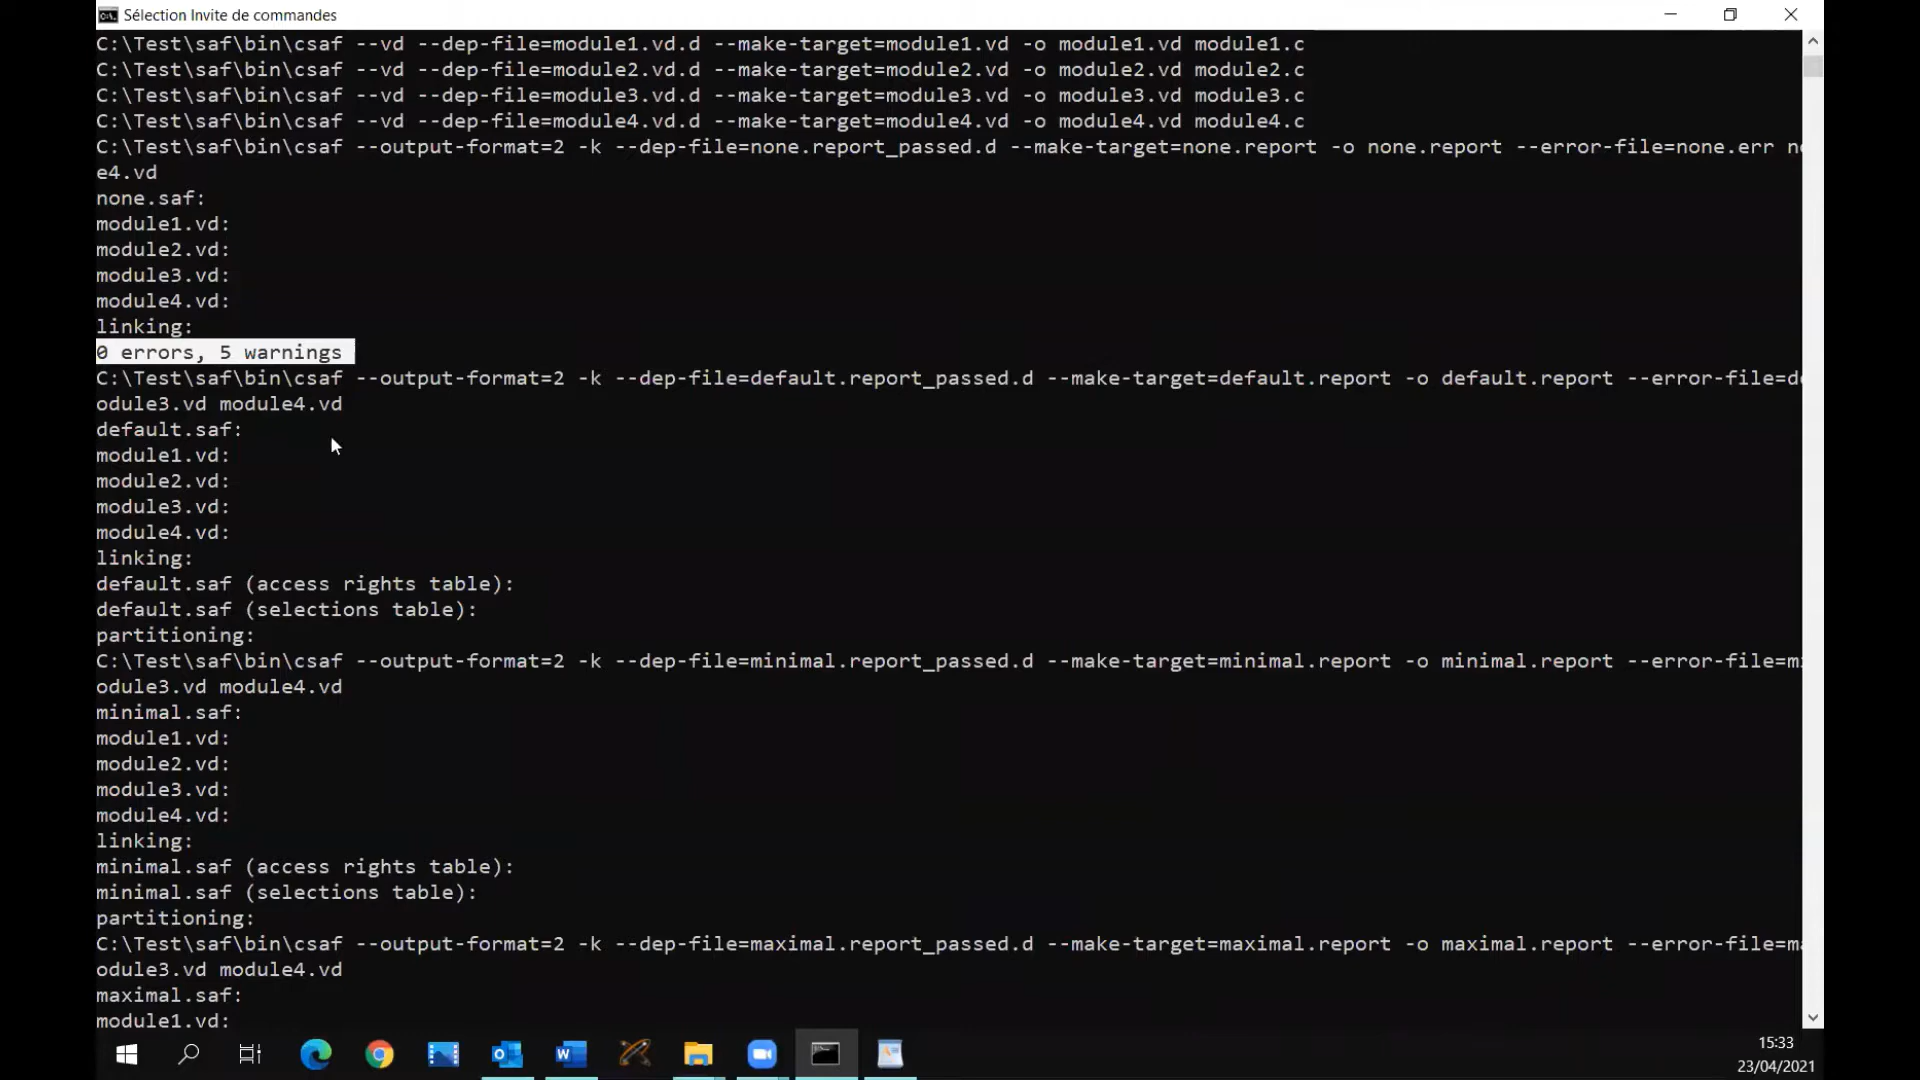 Sélection Invite de commandes
C:\Test\saf\bin\csaf --vd --dep-file=module1.vd.d --make-target=module1.vd -o module1.vd module1.c
C:\Test\saf\bin\csaf --vd --dep-file=module2.vd.d --make-target=module2.vd -o module2.vd module2.c
C:\Test\saf\bin\csaf --vd --dep-file=module3.vd.d --make-target=module3.vd -o module3.vd module3.c
C:\Test\saf\bin\csaf --vd --dep-file=module4.vd.d --make-target=module4.vd -o module4.vd module4.c
C:\Test\saf\bin\csaf --output-format=2 -k --dep-file=none.report_passed.d --make-target=none.report -o none.report --error-file=none.err n
e4.vd
none.saf:
module1.vd:
module2.vd:
module3.vd:
module4.vd:
linking:
0 errors, 5 warnings
C:\Test\saf\bin\csaf --output-format=2 -k --dep-file=default.report_passed.d --make-target=default.report -o default.report --error-file=d
odule3.vd module4.vd
default.saf:
module1.vd:
module2.vd:
module3.vd:
module4.vd:
linking:
default.saf (access rights table):
default.saf (selections table):
partitioning:
C:\Test\saf\bin\csaf --output-format=2 -k --dep-file=minimal.report_passed.d --make-target=minimal.report -o minimal.report --error-file=m
odule3.vd module4.vd
minimal.saf:
module1.vd:
module2.vd:
module3.vd:
module4.vd:
linking:
minimal.saf (access rights table):
minimal.saf (selections table):
partitioning:
C:\Test\saf\bin\csaf --output-format=2 -k --dep-file=maximal.report_passed.d --make-target=maximal.report -o maximal.report --error-file=m
odule3.vd module4.vd
maximal.saf:
module1.vd:
15:33
23/04/2021